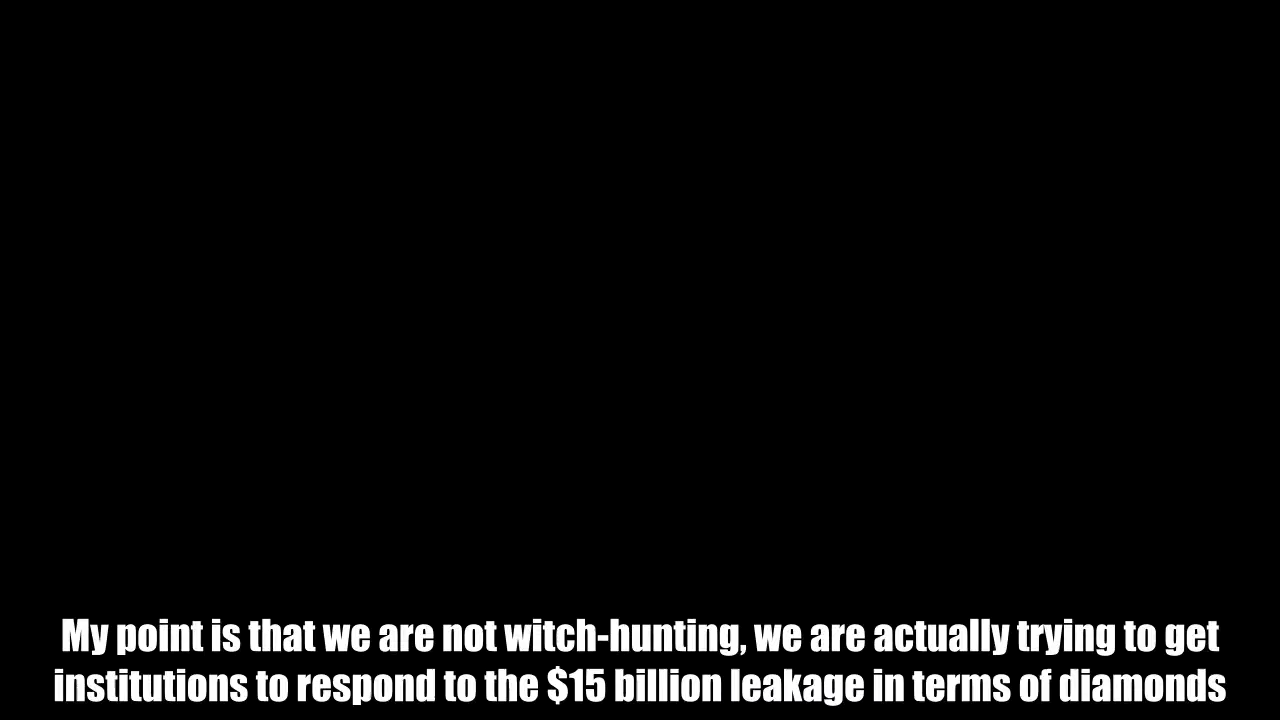 My point is that we are not witch-hunting, we are actually trying to get
institutions to respond to the $15 billion leakage in terms of diamonds